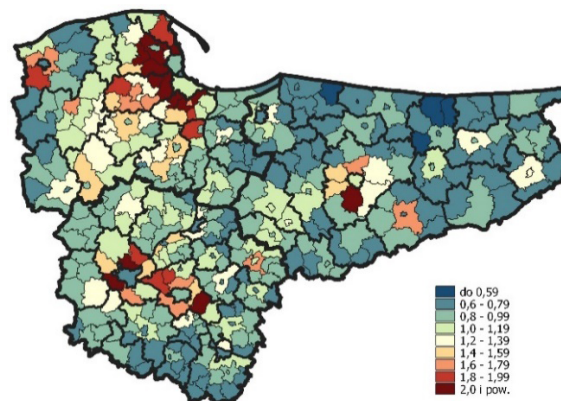 do 0,59
0,6 - 0,79
0,8 - 0,99
1,0 - 1,19
1,2 - 1,39
1,4 - 1,59
1,6 - 1,79
1,8 - 1,99
2,0 i pow.